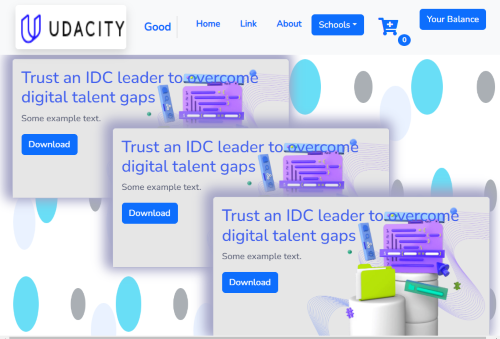 UDACITY
Good
Home
Link
About
Schools
0
Your Balance
Trust an IDC leader to overcome
digital talent gaps
Some example text.
Download
Trust an IDC leader to overcome
digital talent gaps
Some example text.
Download
Trust an IDC leader to overcome
digital talent gaps
Some example text.
Download